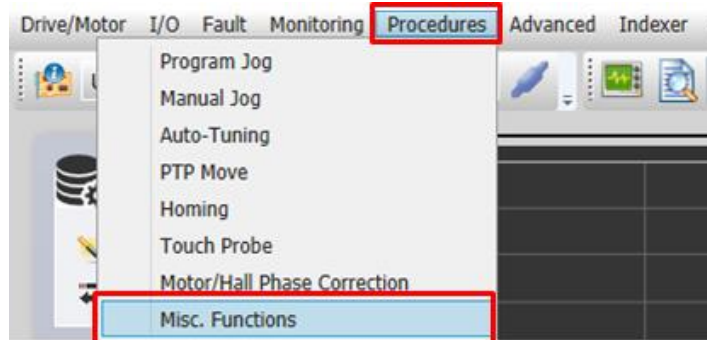 Drive/Motor I/O Fault Monitoring Procedures Advanced Indexer
Program Jog
Manual Jog
Auto-Tuning
PTP Move
Homing
Touch Probe
Motor/Hall Phase Correction
Misc. Functions